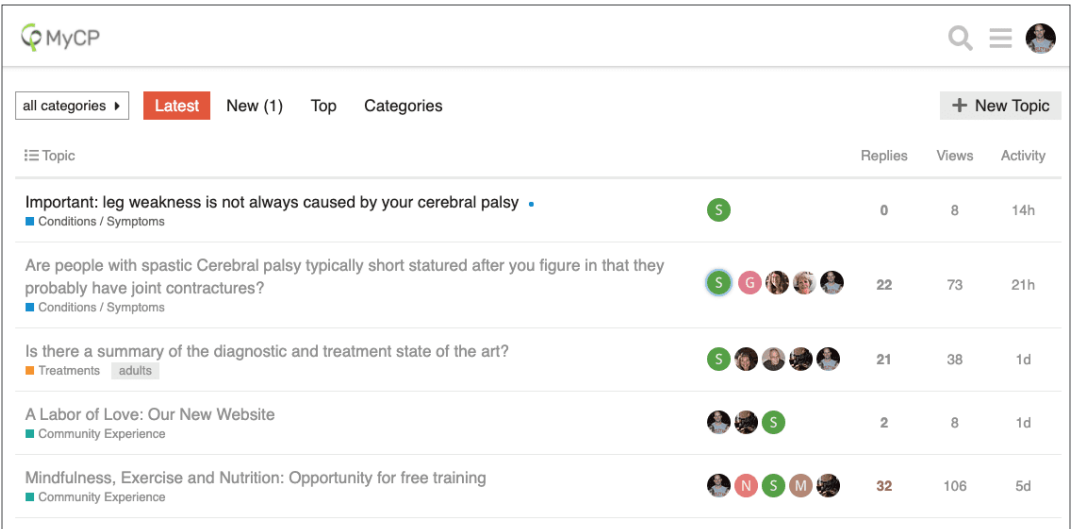 MyCP
all categories Latest New (1) Top Categories + New Topic
Topic Replies Views Activity
Important: leg weakness is not always caused by your cerebral palsy
Conditions / Symptoms
S 0 8 14h
Are people with spastic Cerebral palsy typically short statured after you figure in that they
probably have joint contractures?
Conditions / Symptoms
S G 22 73 21h
Is there a summary of the diagnostic and treatment state of the art?
Treatments adults
S 21 38 1d
A Labor of Love: Our New Website
Community Experience
S 2 8 1d
Mindfulness, Exercise and Nutrition: Opportunity for free training
Community Experience
N S M 32 106 5d